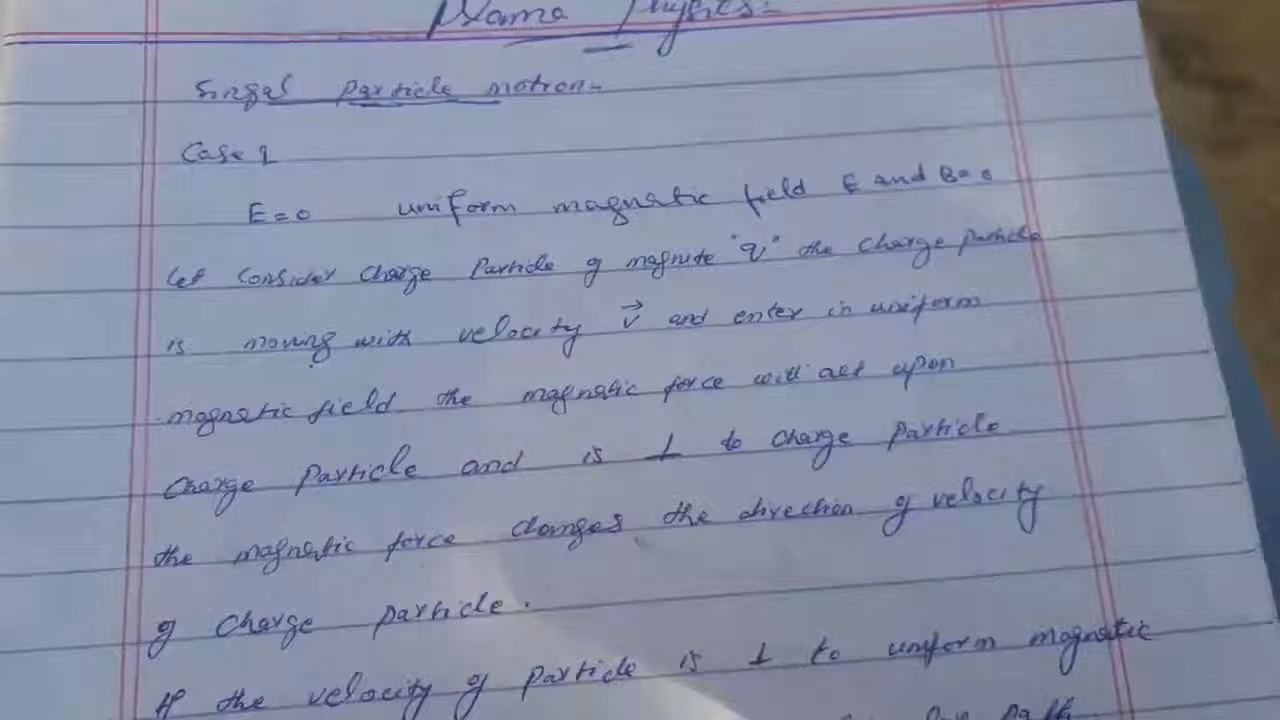 Plasma Physics:-
Singal Particle motion-
Case 1
E=0 uniform magnetic field E and B=0
let consider charge Particle of magnitude "q" the charge particle
is moving with velocity v⃗ and enter in uniform
magnetic field the magnetic force will act upon
charge Particle and is ⊥ to charge particle
the magnetic force changes the direction of velocity
of charge particle.
If the velocity of particle is ⊥ to uniform magnetic
path